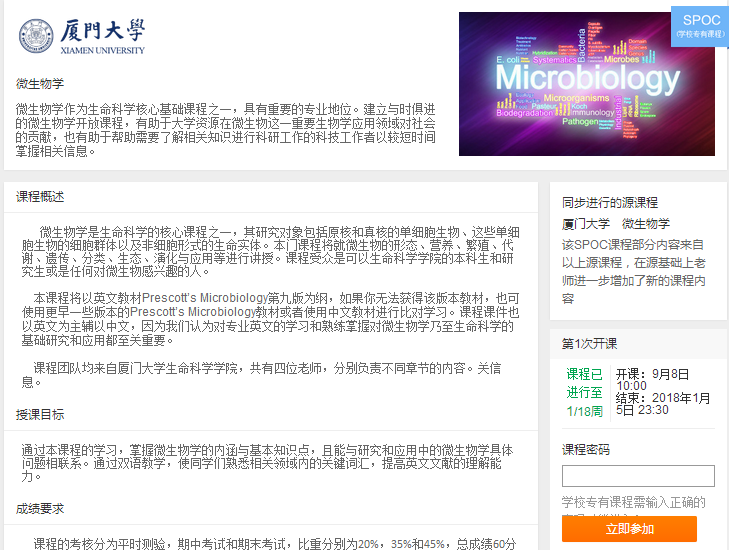 厦門大學
XIAMEN UNIVERSITY
微生物学
微生物学作为生命科学核心基础课程之一，具有重要的专业地位。建立与时俱进
的微生物学开放课程，有助于大学资源在微生物这一重要生物学应用领域对社会
的贡献，也有助于帮助需要了解相关知识进行科研工作的科技工作者以较短时间
掌握相关信息。
Bacteria
E. coli
Systematics
Microbes
Microbiology
Microorganisms
Biodegradation
Koch
Immunology
Pathogen
Industrial
SPOC
(学校专有课程)
课程概述
微生物学是生命科学的核心课程之一，其研究对象包括原核和真核的单细胞生物、这些单细
胞生物的细胞群体以及非细胞形式的生命实体。本门课程将就微生物的形态、营养、繁殖、代
谢、遗传、分类、生态、演化与应用等进行讲授。课程受众是可以生命科学学院的本科生和研
究生或是任何对微生物感兴趣的人。
本课程将以英文教材Prescott's Microbiology第九版为纲，如果你无法获得该版本教材，也可
使用更早一些版本的Prescott's Microbiology教材或者使用中文教材进行比对学习。课程课件也
以英文为主辅以中文，因为我们认为对专业英文的学习和熟练掌握对微生物学乃至生命科学的
基础研究和应用都至关重要。
课程团队均来自厦门大学生命科学学院，共有四位老师，分别负责不同章节的内容。关信
息。
授课目标
通过本课程的学习，掌握微生物学的内涵与基本知识点，且能与研究和应用中的微生物学具体
问题相联系。通过双语教学，使同学们熟悉相关领域内的关键词汇，提高英文文献的理解能
力。
成绩要求
课程的考核分为平时测验，期中考试和期末考试，比重分别为20%，35%和45%，总成绩60分
同步进行的源课程
厦门大学 微生物学
该SPOC课程部分内容来自
以上源课程，在源基础上老
师进一步增加了新的课程内
容
第1次开课
课程已
进行至
1/18周
开课：9月8日
10:00
结束：2018年1月
5日 23:30
课程密码
学校专有课程需输入正确的
立即参加